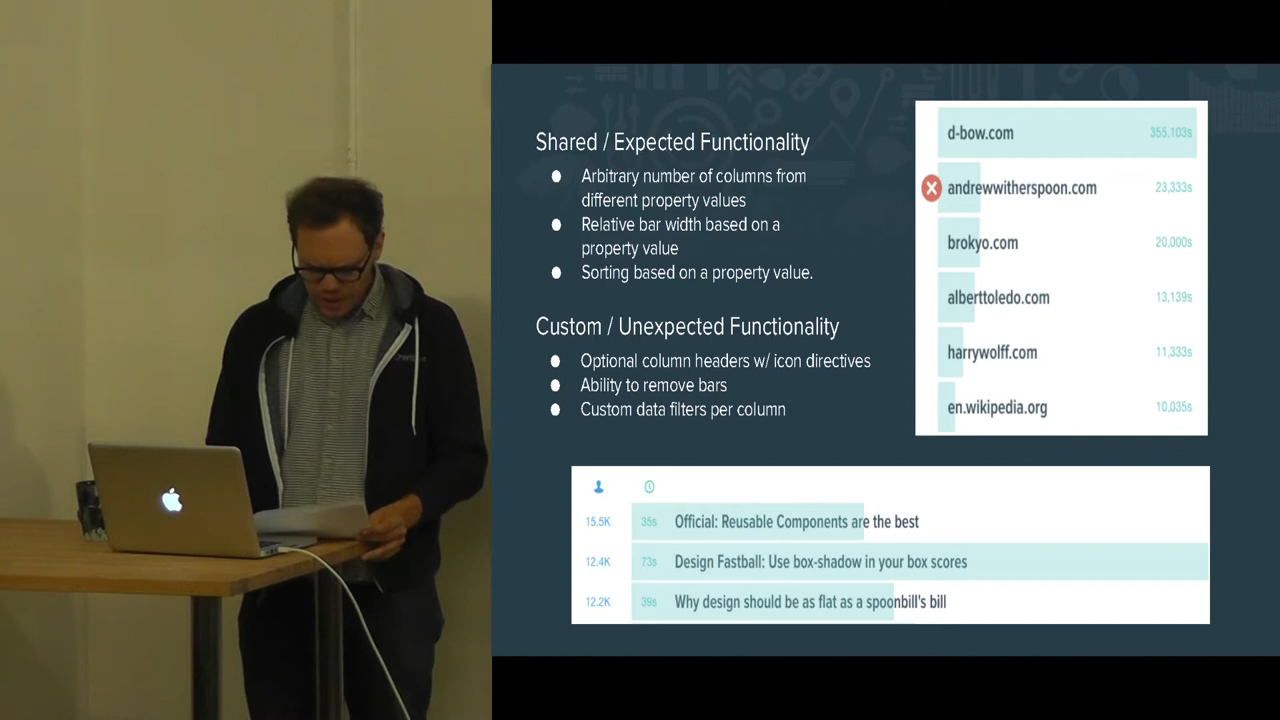 Shared / Expected Functionality
● Arbitrary number of columns from
different property values
● Relative bar width based on a
property value
● Sorting based on a property value.
Custom / Unexpected Functionality
● Optional column headers w/ icon directives
● Ability to remove bars
● Custom data filters per column
d-bow.com 355,103s
andrewwitherspoon.com 23,333s
brokyo.com 20,000s
alberttoledo.com 13,139s
harrywolff.com 11,333s
en.wikipedia.org 10,035s
15.5K 35s Official: Reusable Components are the best
12.4K 73s Design Fastball: Use box-shadow in your box scores
12.2K 39s Why design should be as flat as a spoonbill's bill